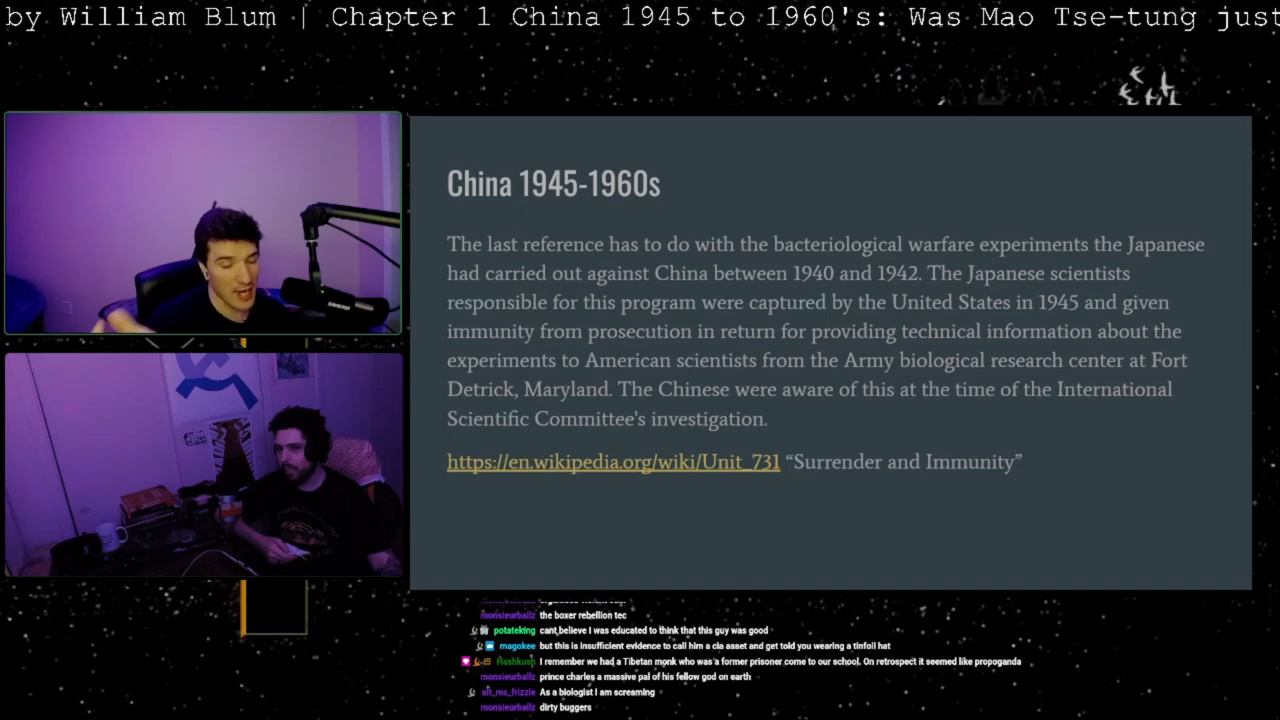 by William Blum | Chapter 1 China 1945 to 1960's: Was Mao Tse-tung just
China 1945-1960s
The last reference has to do with the bacteriological warfare experiments the Japanese
had carried out against China between 1940 and 1942. The Japanese scientists
responsible for this program were captured by the United States in 1945 and given
immunity from prosecution in return for providing technical information about the
experiments to American scientists from the Army biological research center at Fort
Detrick, Maryland. The Chinese were aware of this at the time of the International
Scientific Committee's investigation.
https://en.wikipedia.org/wiki/Unit_731 “Surrender and Immunity”
monsieurbailz the boxer rebellion tec
potateking cant believe I was educated to think that this guy was good
magokee but this is insufficient evidence to call him a cia asset and get told you wearing a tinfoil hat
Hashkush I remember we had a Tibetan monk who was a former prisoner come to our school. On retrospect it seemed like propoganda
monsieurbailz prince charles a massive pal of his fellow god on earth
alt_ms_frizzle As a biologist I am screaming
monsieurbailz dirty buggers